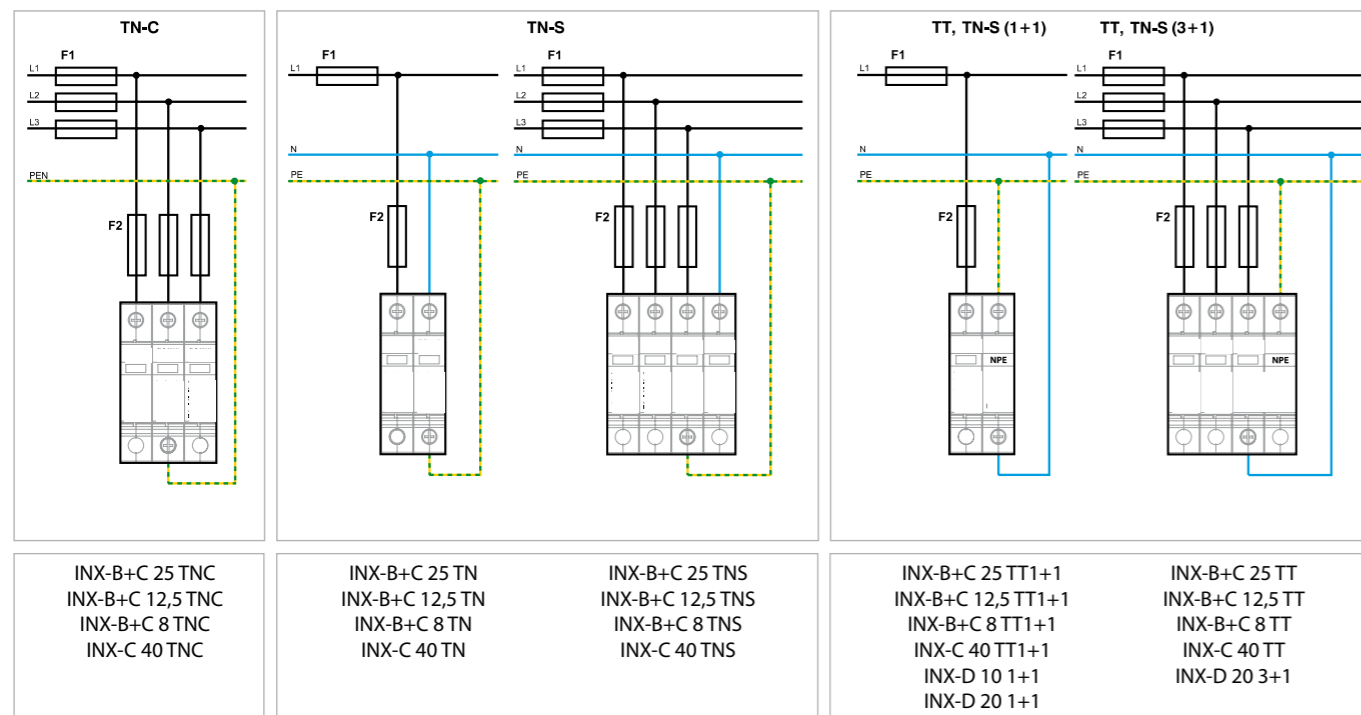 TN-C
F1
L1
L2
L3
PEN
F2
TN-S
F1
L1
N
PE
F2
F1
L1
L2
L3
N
PE
F2
TT, TN-S (1+1)
F1
L1
N
PE
F2
NPE
TT, TN-S (3+1)
F1
L1
L2
L3
N
PE
F2
NPE
INX-B+C 25 TNC
INX-B+C 12,5 TNC
INX-B+C 8 TNC
INX-C 40 TNC
INX-B+C 25 TN
INX-B+C 12,5 TN
INX-B+C 8 TN
INX-C 40 TN
INX-B+C 25 TNS
INX-B+C 12,5 TNS
INX-B+C 8 TNS
INX-C 40 TNS
INX-B+C 25 TT1+1
INX-B+C 12,5 TT1+1
INX-B+C 8 TT1+1
INX-C 40 TT1+1
INX-D 10 1+1
INX-D 20 1+1
INX-B+C 25 TT
INX-B+C 12,5 TT
INX-B+C 8 TT
INX-C 40 TT
INX-D 20 3+1